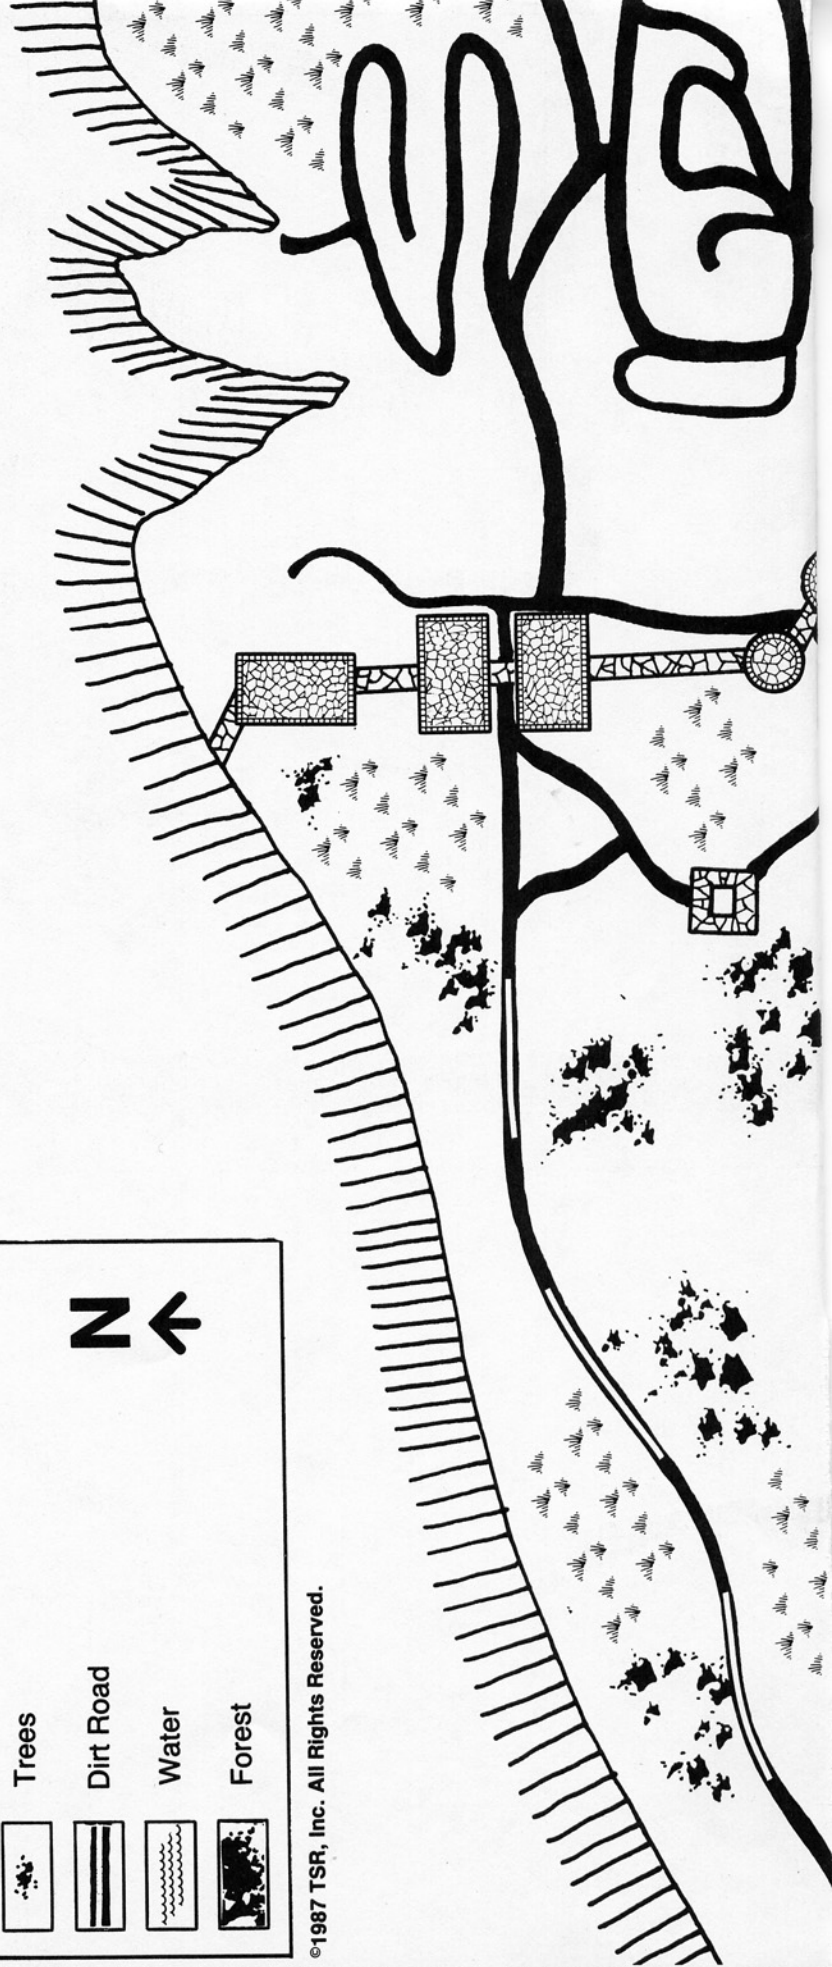 N
Trees
Dirt Road
Water
Forest
©1987 TSR, Inc. All Rights Reserved.